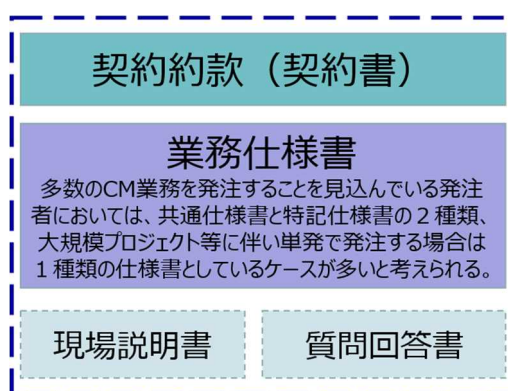 契約約款（契約書）
業務仕様書
多数のCM業務を発注することを見込んでいる発注
者においては、共通仕様書と特記仕様書の２種類、
大規模プロジェクト等に伴い単発で発注する場合は
１種類の仕様書としているケースが多いと考えられる。
現場説明書
質問回答書